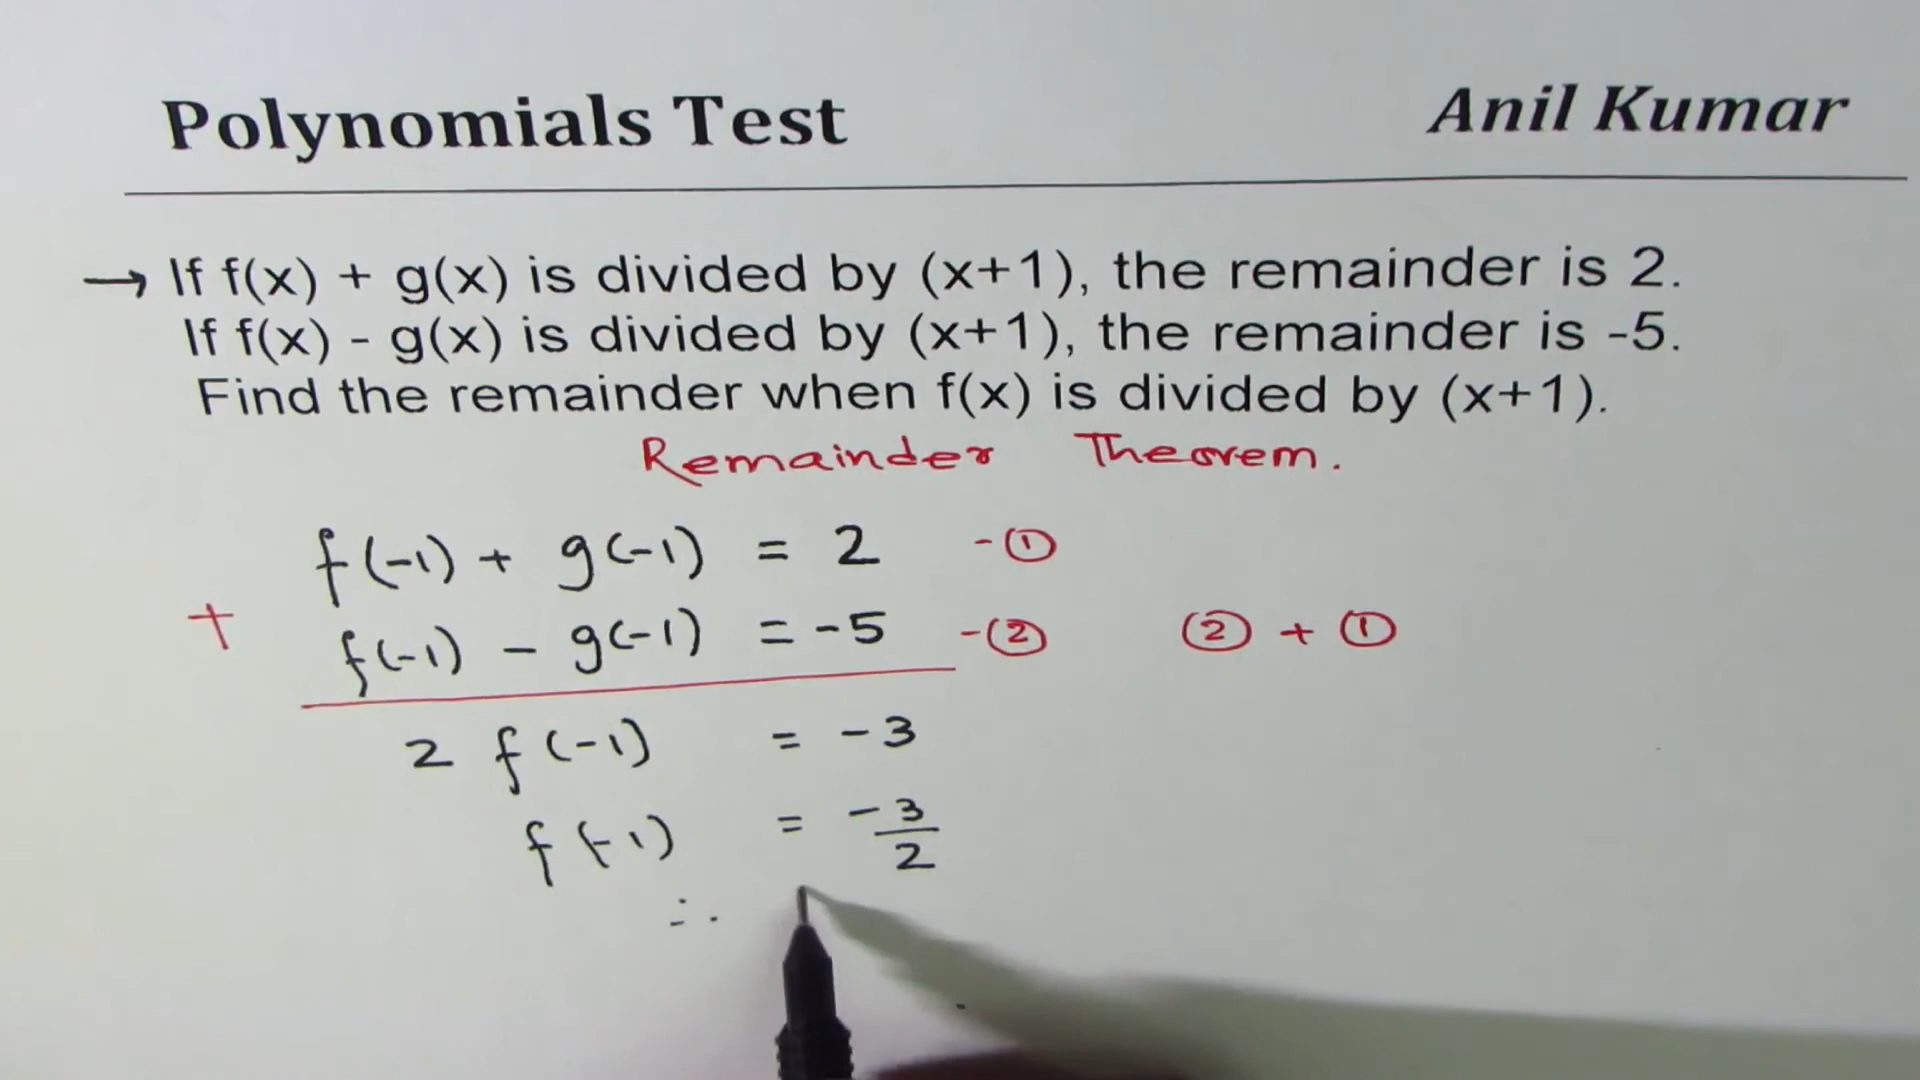 Polynomials Test Anil Kumar
→ If f(x) + g(x) is divided by (x+1), the remainder is 2.
If f(x) - g(x) is divided by (x+1), the remainder is -5.
Find the remainder when f(x) is divided by (x+1).
Remainder Theorem.
f(-1) + g(-1) = 2 -①
+ f(-1) - g(-1) = -5 -② ② + ①
2 f(-1) = -3
f(-1) = -3/2
∴